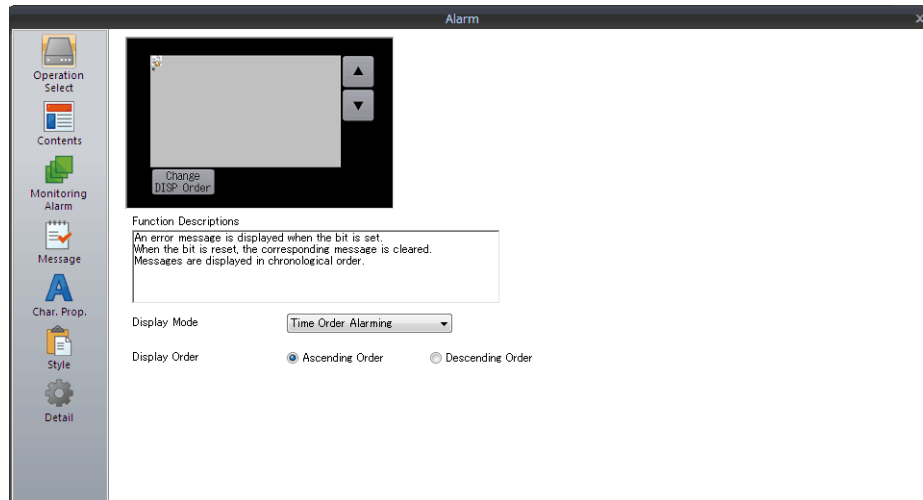 Alarm
x
Operation
Select
Contents
Monitoring
Alarm
Message
Char. Prop.
Style
Detail
Change
DISP Order
Function Descriptions
An error message is displayed when the bit is set.
When the bit is reset, the corresponding message is cleared.
Messages are displayed in chronological order.
Display Mode Time Order Alarming
Display Order Ascending Order Descending Order